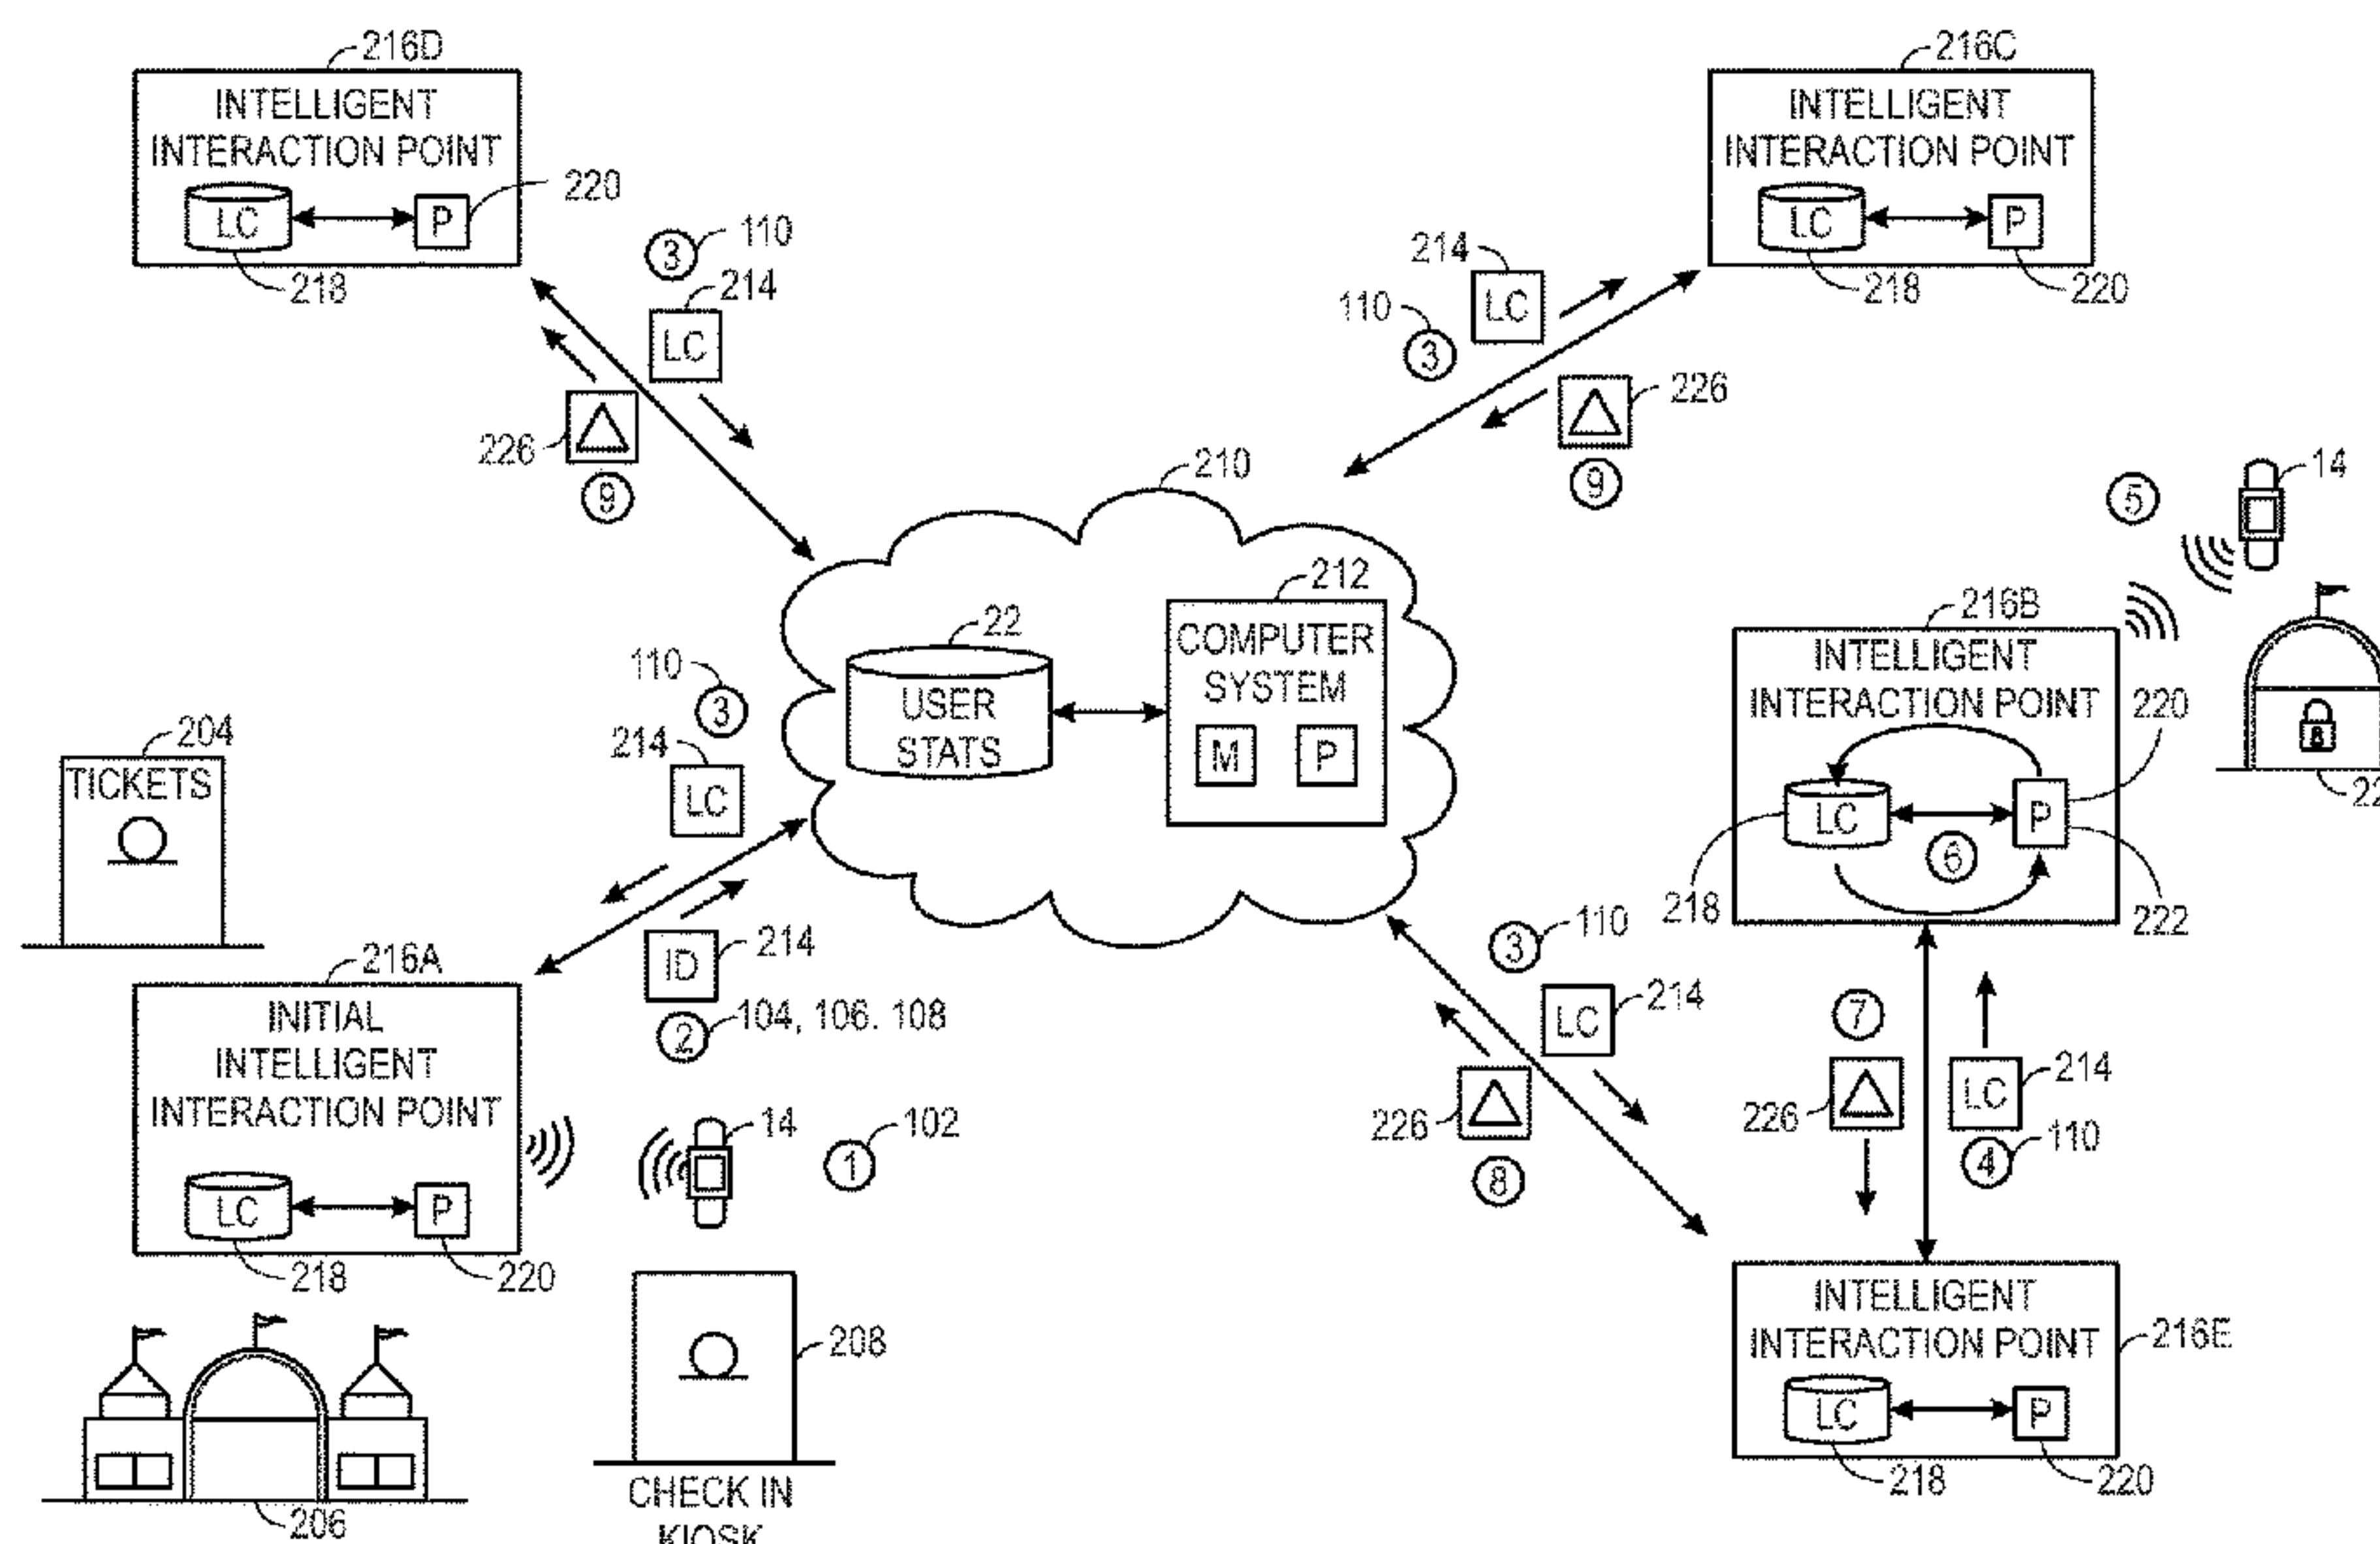 216D
INTELLIGENT
INTERACTION POINT
LC
P
220
218
3
110
214
LC
226
9
216C
INTELLIGENT
INTERACTION POINT
LC
P
218
220
214
LC
110
3
226
9
210
5
14
212
22
USER
STATS
COMPUTER
SYSTEM
M
P
110
3
214
LC
204
TICKETS
216B
INTELLIGENT
INTERACTION POINT
220
LC
P
6
218
222
216A
INITIAL
INTELLIGENT
INTERACTION POINT
LC
P
218
220
ID
214
2
104, 106. 108
14
1
102
3
110
LC
214
226
8
7
226
LC
214
4
110
206
208
CHECK IN
KIOSK
INTELLIGENT
INTERACTION POINT
216E
LC
P
218
220